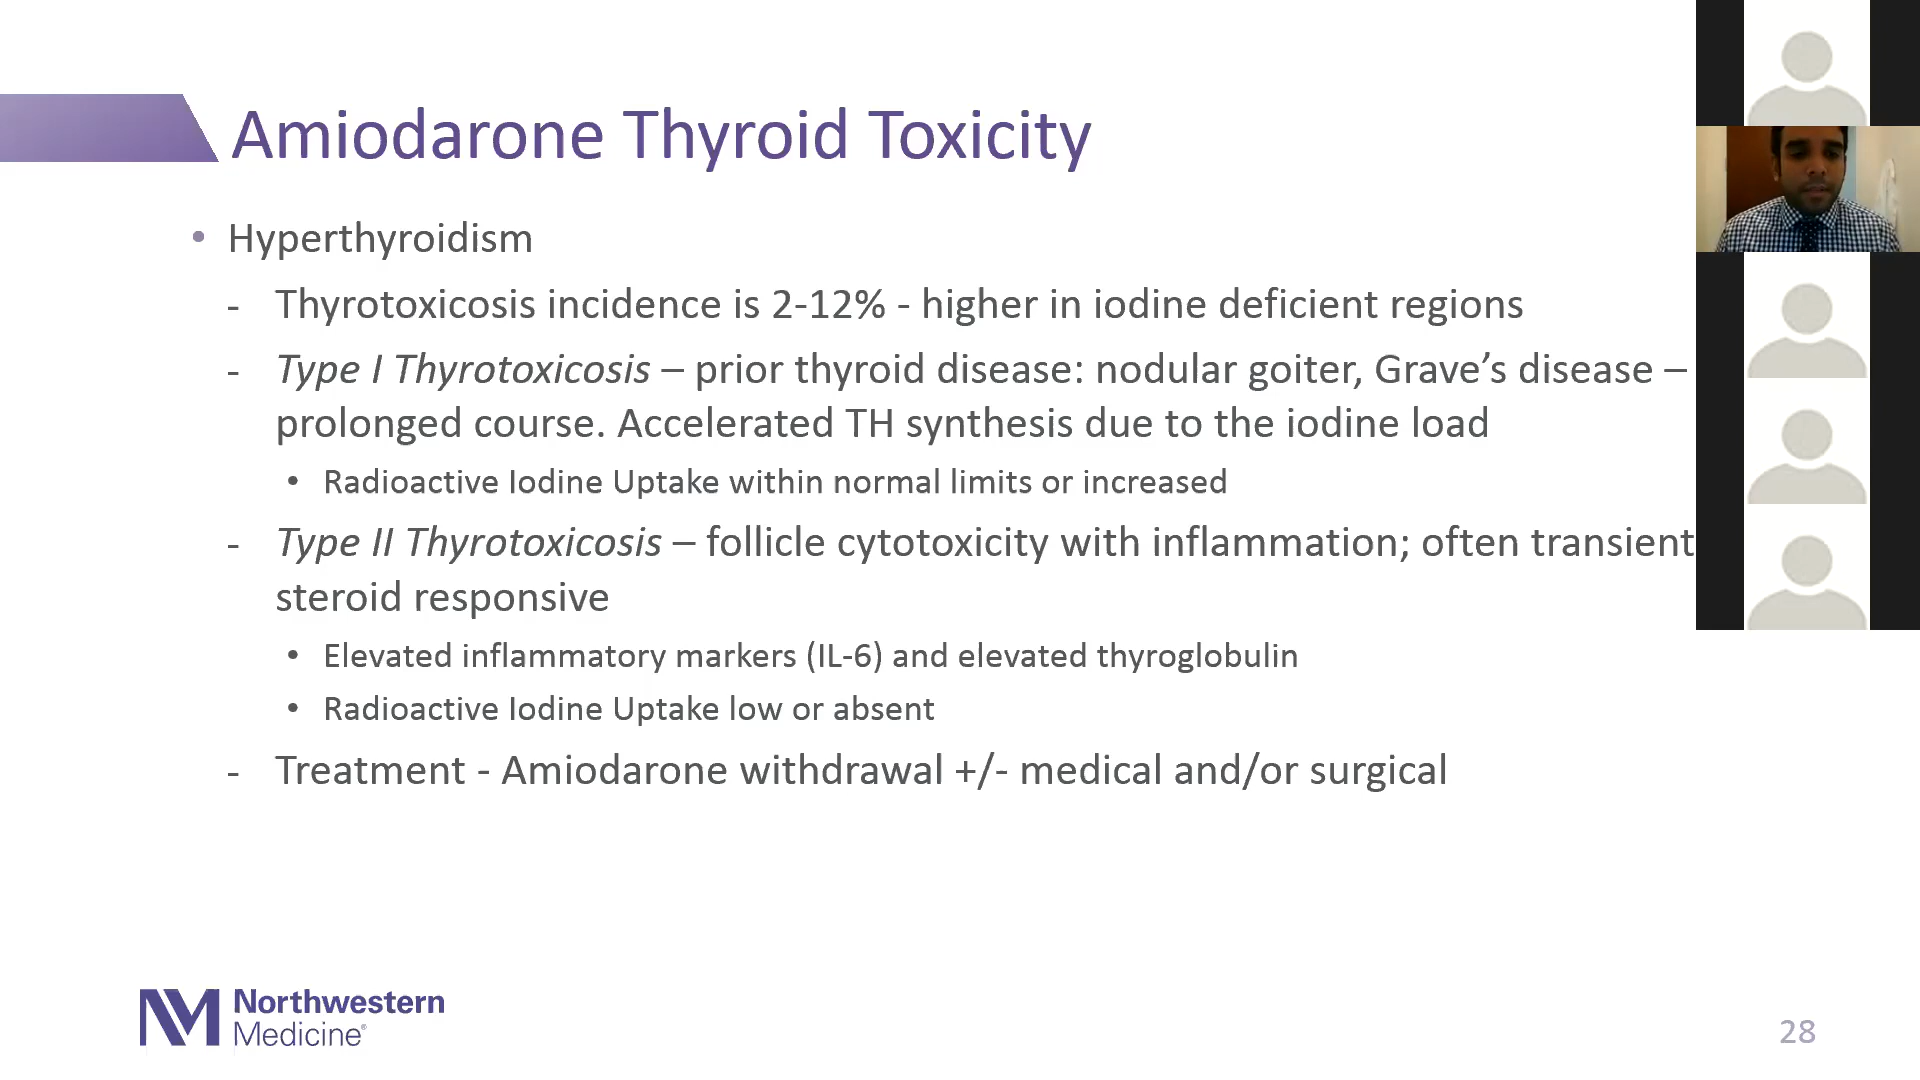 Amiodarone Thyroid Toxicity
• Hyperthyroidism
- Thyrotoxicosis incidence is 2-12% - higher in iodine deficient regions
- Type I Thyrotoxicosis – prior thyroid disease: nodular goiter, Grave’s disease –
prolonged course. Accelerated TH synthesis due to the iodine load
• Radioactive Iodine Uptake within normal limits or increased
- Type II Thyrotoxicosis – follicle cytotoxicity with inflammation; often transient
steroid responsive
• Elevated inflammatory markers (IL-6) and elevated thyroglobulin
• Radioactive Iodine Uptake low or absent
- Treatment - Amiodarone withdrawal +/- medical and/or surgical
NM Northwestern
Medicine®
28